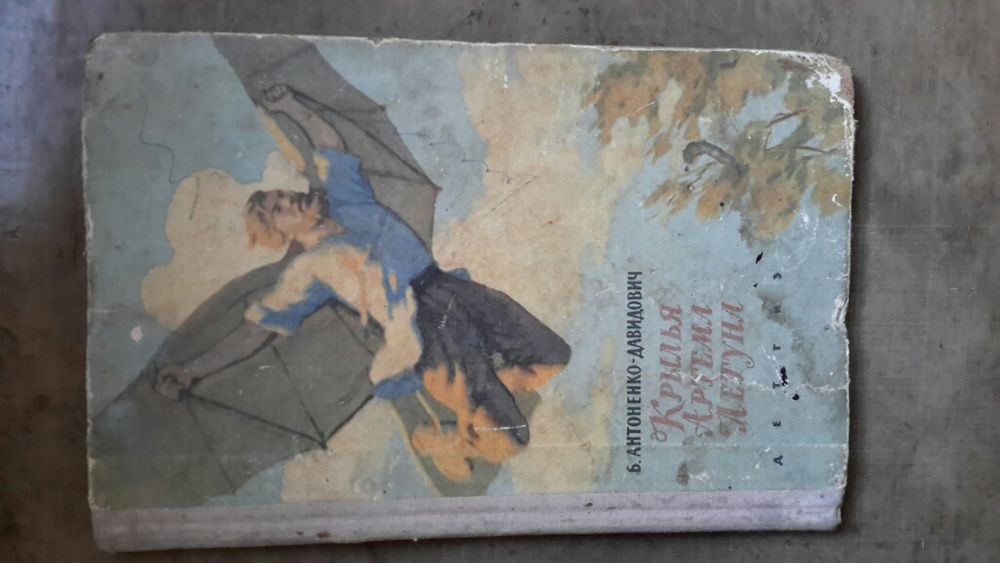 Б. АНТОНЕНКО-ДАВИДОВИЧ
Крылья
Артема
Летуна
ДЕТГИЗ